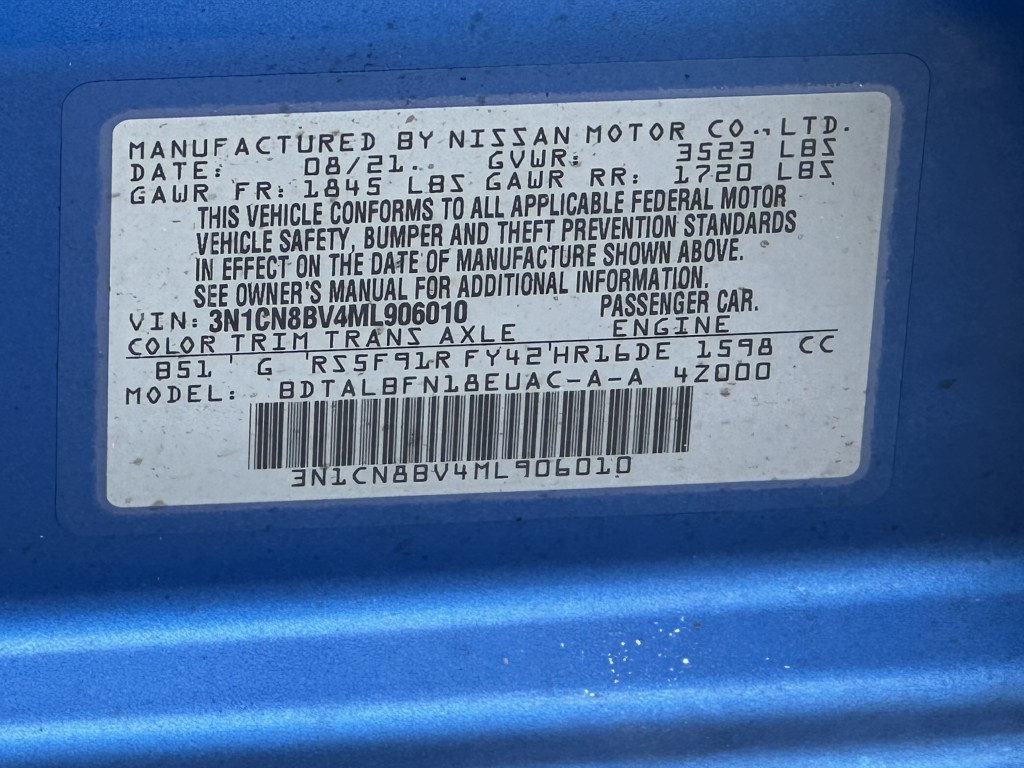 MANUFACTURED BY NISSAN MOTOR CO., LTD.
DATE: 08/21.. GVWR: 3523 LBS
GAWR FR: 1845 LBS GAWR RR: 1720 LBS
THIS VEHICLE CONFORMS TO ALL APPLICABLE FEDERAL MOTOR
VEHICLE SAFETY, BUMPER AND THEFT PREVENTION STANDARDS
IN EFFECT ON THE DATE OF MANUFACTURE SHOWN ABOVE.
SEE OWNER'S MANUAL FOR ADDITIONAL INFORMATION.
VIN: 3N1CN8BV4ML906010 PASSENGER CAR.
COLOR TRIM TRANS AXLE ENGINE
B51 ' G 'RS5F91R FY42'HR16DE 1598 CC
MODEL: BDTALBFN18EUAC-A-A 4Z000
3N1CN8BV4ML906010